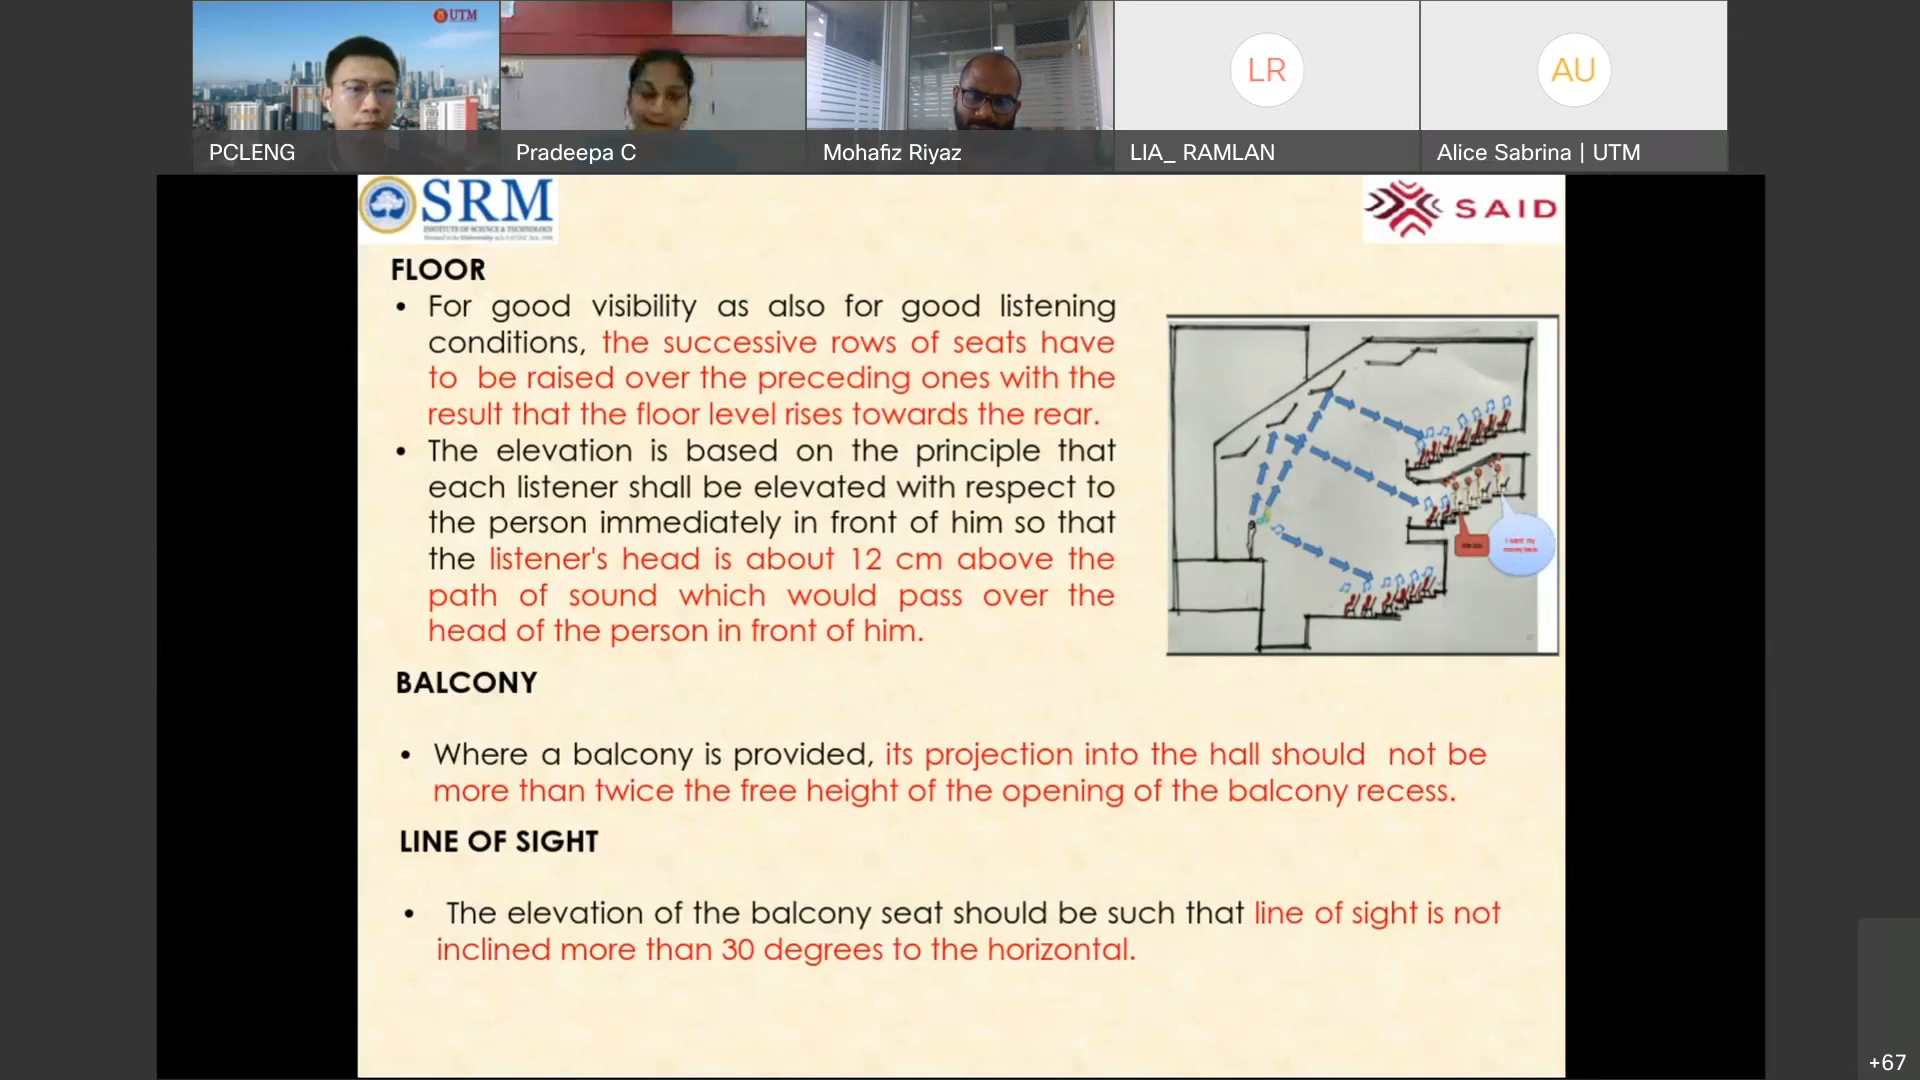 UTM
PCLENG
Pradeepa C
Mohafiz Riyaz
LR
LIA_ RAMLAN
AU
Alice Sabrina | UTM
SRM
INSTITUTE OF SCIENCE & TECHNOLOGY
SAID
FLOOR
• For good visibility as also for good listening
conditions, the successive rows of seats have
to be raised over the preceding ones with the
result that the floor level rises towards the rear.
• The elevation is based on the principle that
each listener shall be elevated with respect to
the person immediately in front of him so that
the listener's head is about 12 cm above the
path of sound which would pass over the
head of the person in front of him.
I want my
money back
BALCONY
• Where a balcony is provided, its projection into the hall should not be
more than twice the free height of the opening of the balcony recess.
LINE OF SIGHT
• The elevation of the balcony seat should be such that line of sight is not
inclined more than 30 degrees to the horizontal.
+67